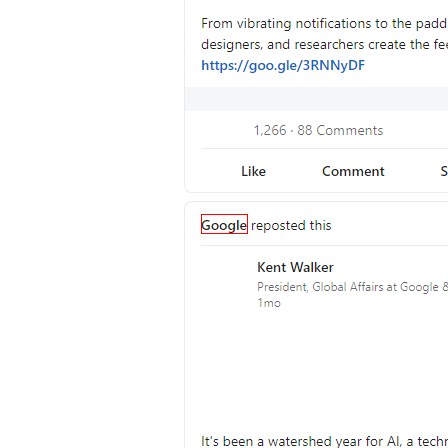 From vibrating notifications to the padd
designers, and researchers create the fe
https://goo.gle/3RNNyDF
1,266 · 88 Comments
Like Comment S
Google reposted this
Kent Walker
President, Global Affairs at Google &
1mo
It's been a watershed year for AI, a tech